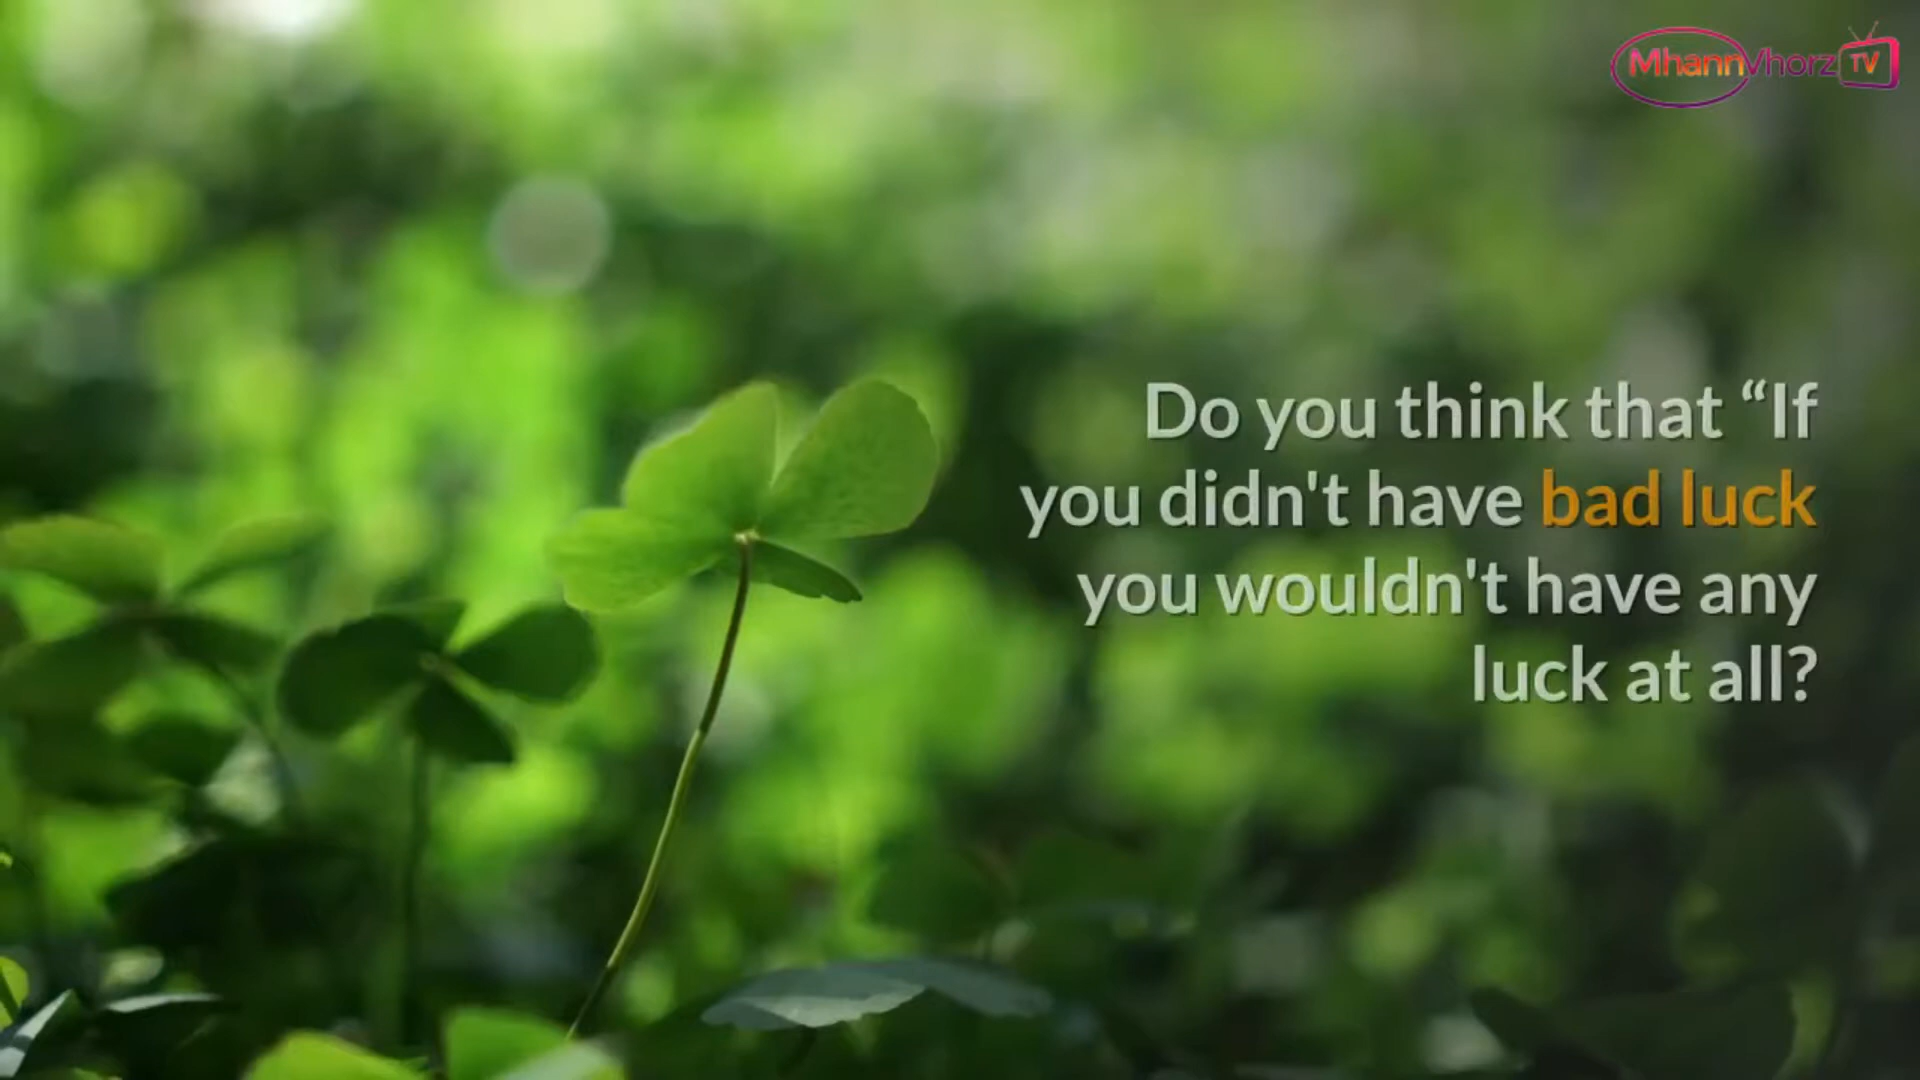 MhannVhorz TV
Do you think that “If
you didn't have bad luck
you wouldn't have any
luck at all?